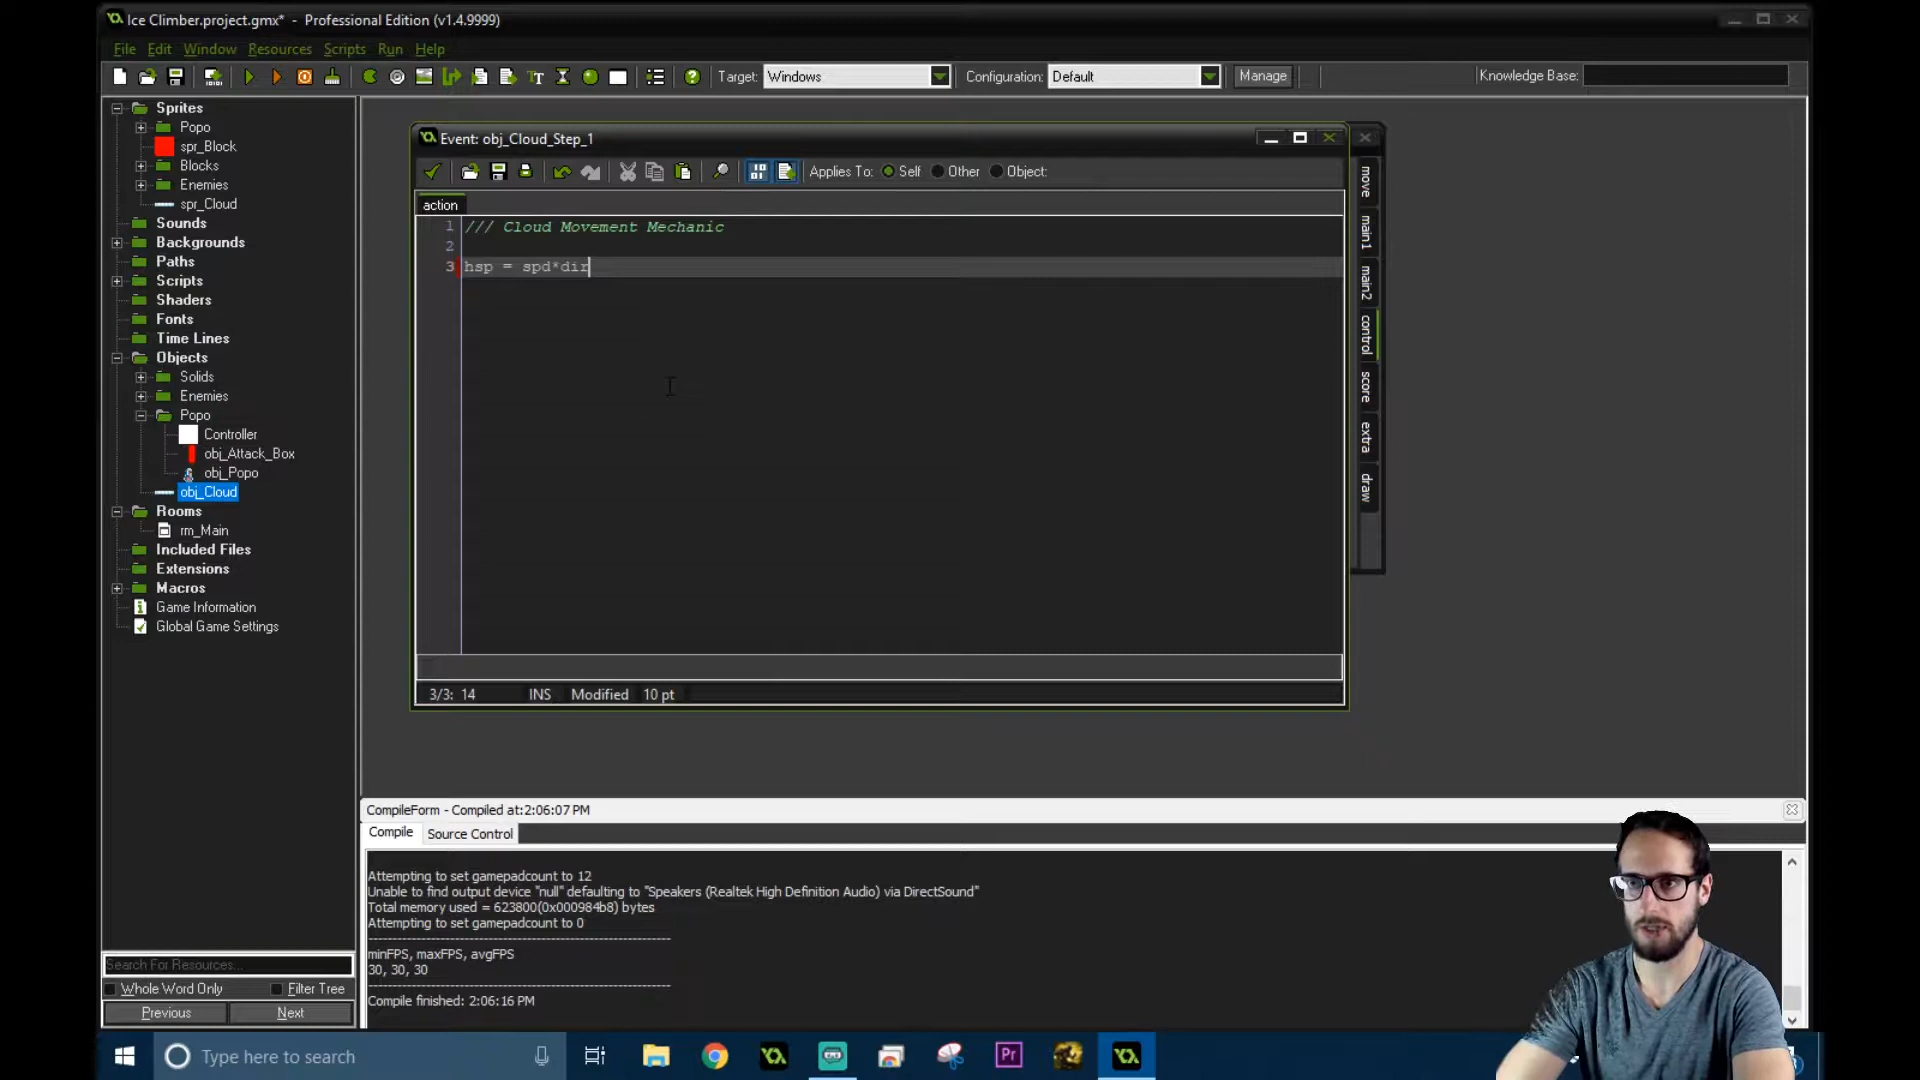 Ice Climber.project.gmx* - Professional Edition (v1.4.9999)
File Edit Window Resources Scripts Run Help
Target: Windows Configuration: Default Manage Knowledge Base:
Sprites
Popo
spr_Block
Blocks
Enemies
spr_Cloud
Sounds
Backgrounds
Paths
Scripts
Shaders
Fonts
Time Lines
Objects
Solids
Enemies
Popo
Controller
obj_Attack_Box
obj_Popo
obj_Cloud
Rooms
rm_Main
Included Files
Extensions
Macros
Game Information
Global Game Settings
Search For Resources...
Whole Word Only Filter Tree
Previous Next
Event: obj_Cloud_Step_1
Applies To: Self Other Object:
action
1 /// Cloud Movement Mechanic
2
3 hsp = spd*dir
3/3: 14 INS Modified 10 pt
move
main1
main2
control
score
extra
draw
CompileForm - Compiled at:2:06:07 PM
Compile Source Control
Attempting to set gamepadcount to 12
Unable to find output device "null" defaulting to "Speakers (Realtek High Definition Audio) via DirectSound"
Total memory used = 623800(0x000984b8) bytes
Attempting to set gamepadcount to 0
minFPS, maxFPS, avgFPS
30, 30, 30
Compile finished: 2:06:16 PM
Type here to search
Pr